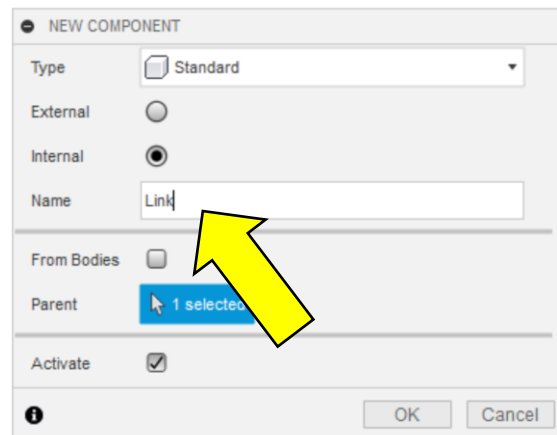 NEW COMPONENT
Type Standard
External
Internal
Name Link
From Bodies
Parent 1 selected
Activate
OK Cancel